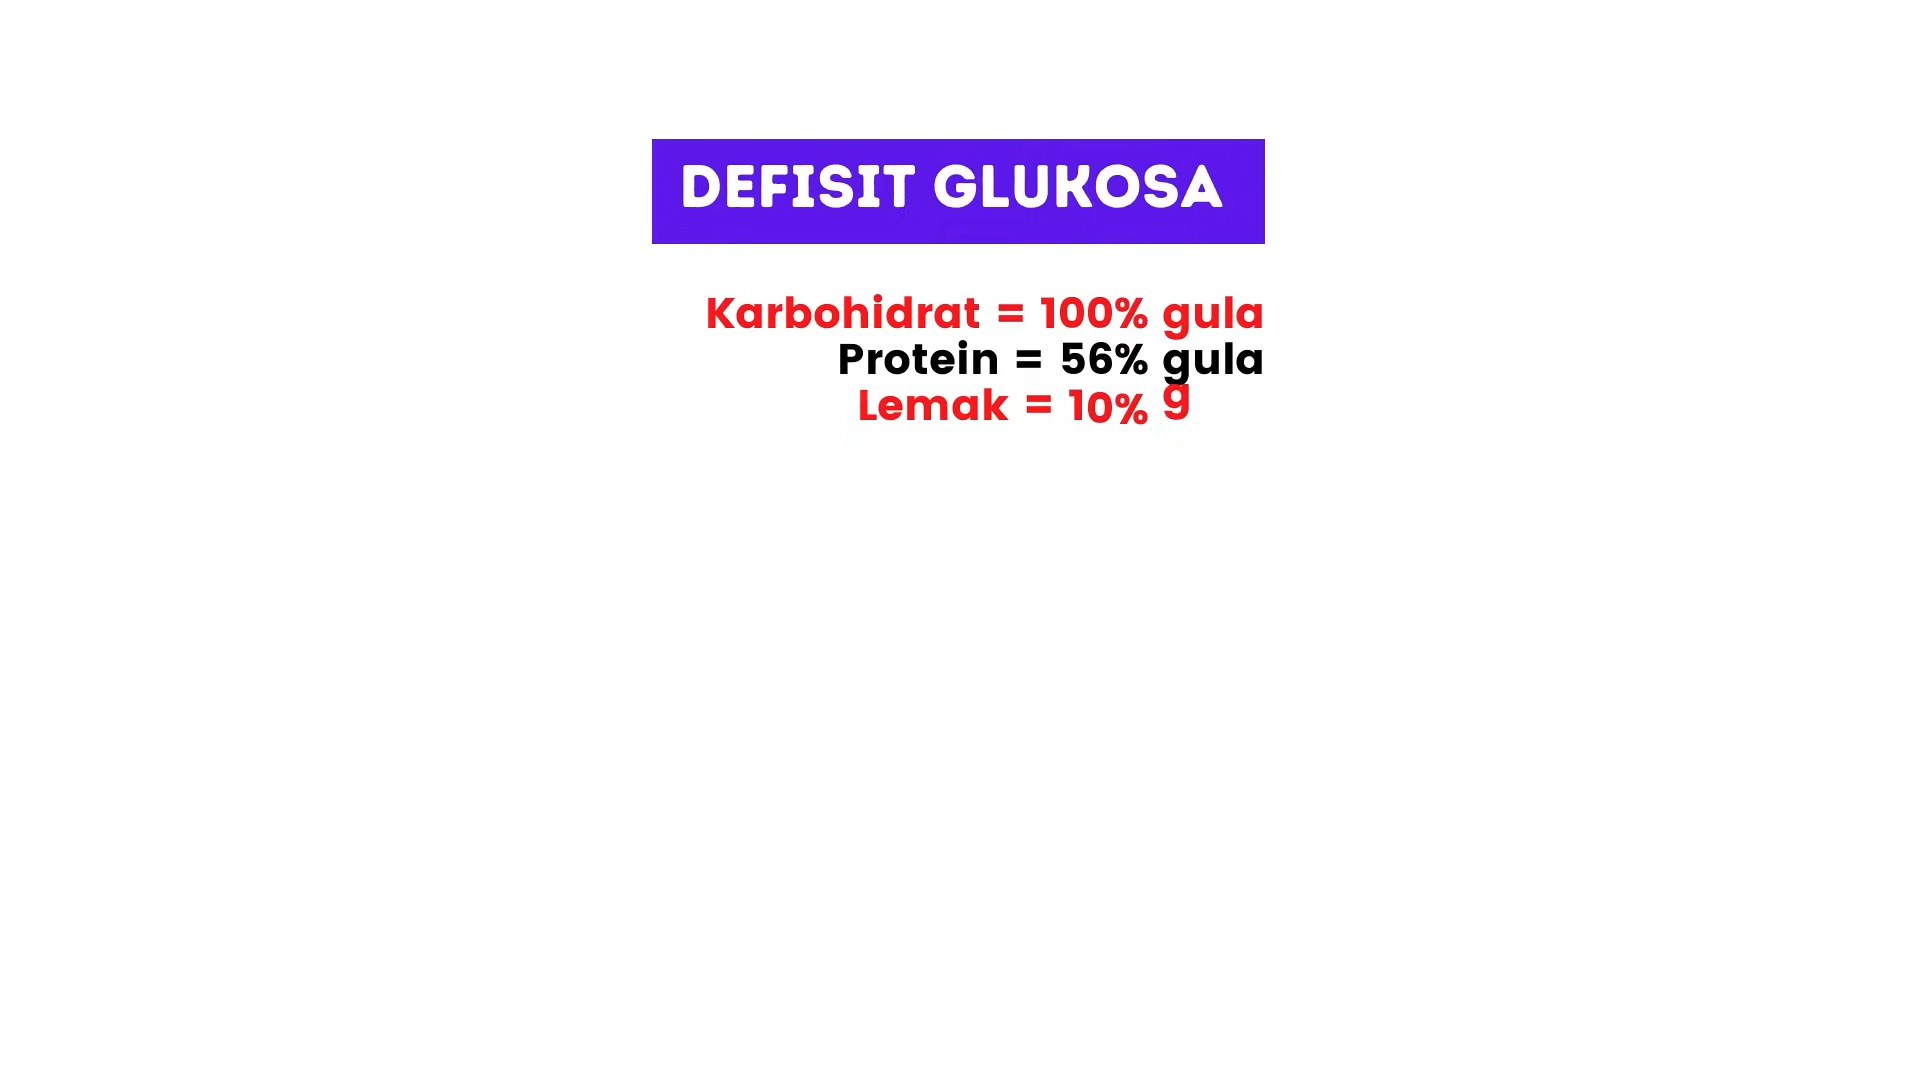 DEFISIT GLUKOSA
Karbohidrat = 100% gula
Protein = 56% gula
Lemak = 10% g